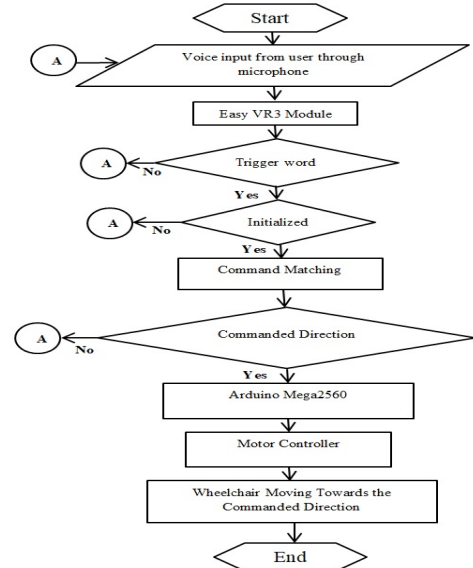 Start
A
Voice input from user through
microphone
Easy VR3 Module
A
Trigger word
No
Yes
A
Initialized
No
Yes
Command Matching
A
Commanded Direction
No
Yes
Arduino Mega2560
Motor Controller
Wheelchair Moving Towards the
Commanded Direction
End